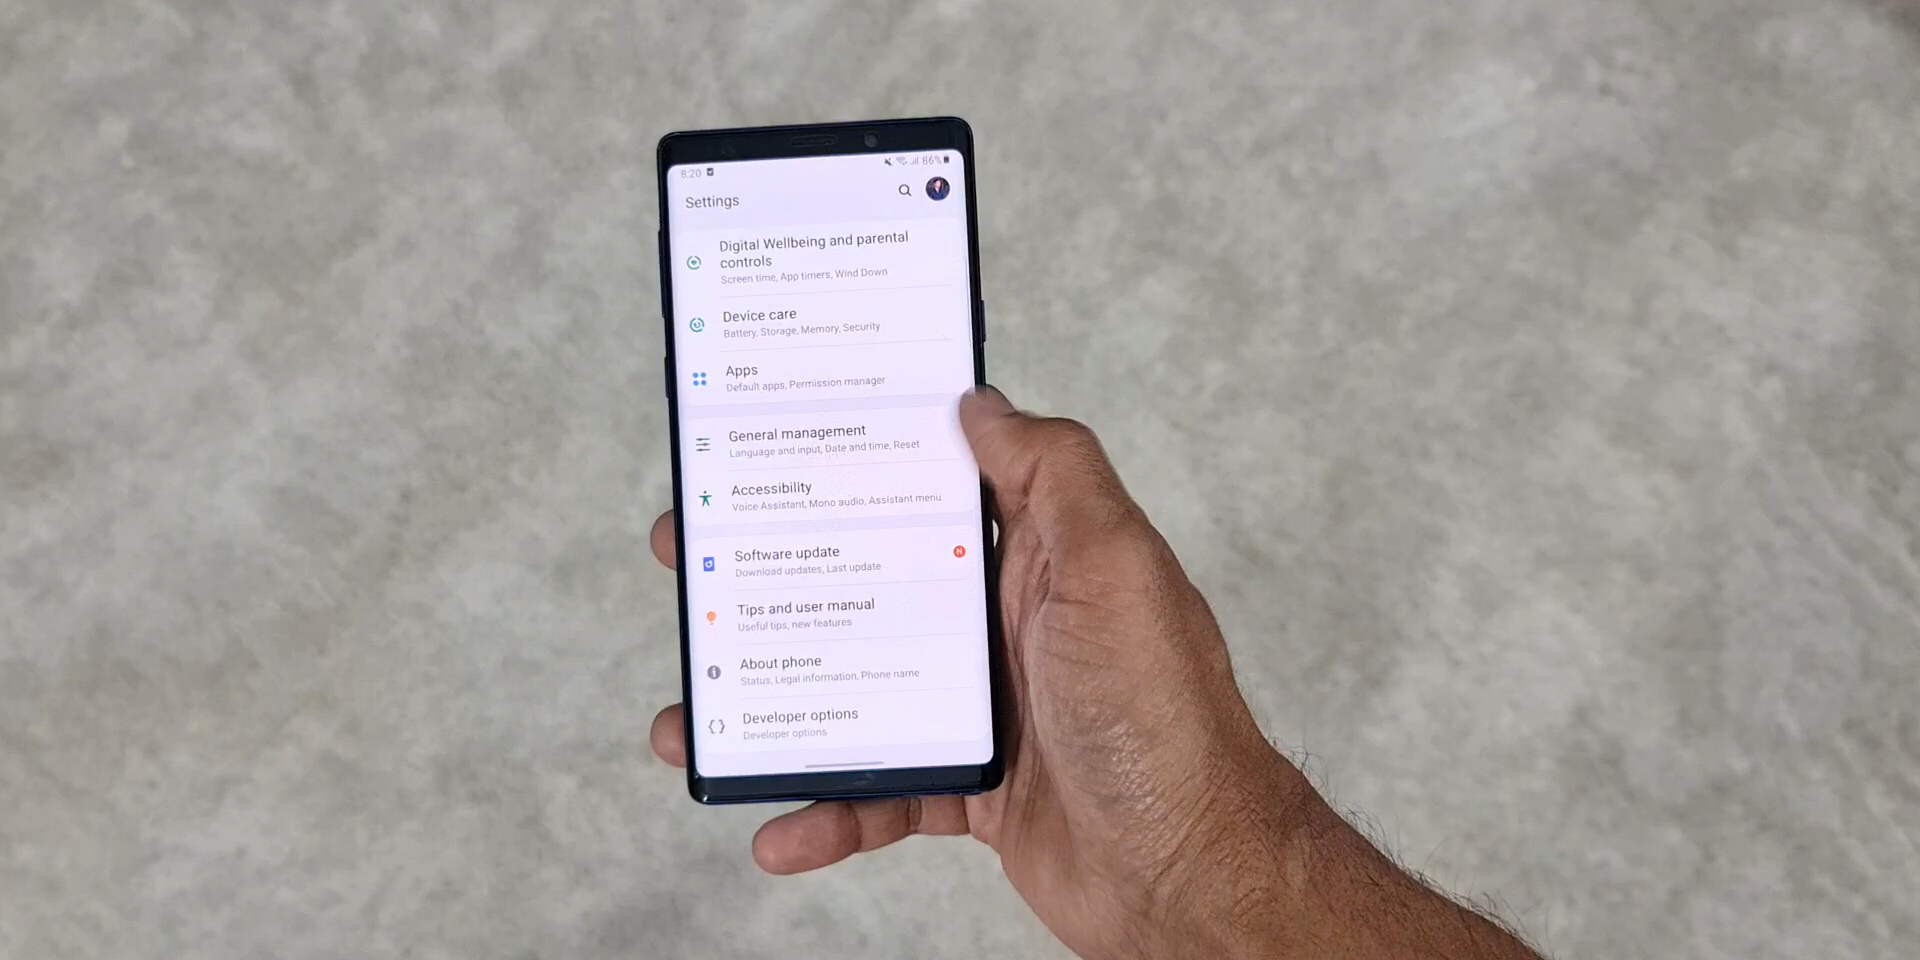 8:20
86%
Settings
Digital Wellbeing and parental
controls
Screen time, App timers, Wind Down
Device care
Battery, Storage, Memory, Security
Apps
Default apps, Permission manager
General management
Language and input, Date and time, Reset
Accessibility
Voice Assistant, Mono audio, Assistant menu
Software update
N
Download updates, Last update
Tips and user manual
Useful tips, new features
About phone
Status, Legal information, Phone name
Developer options
Developer options